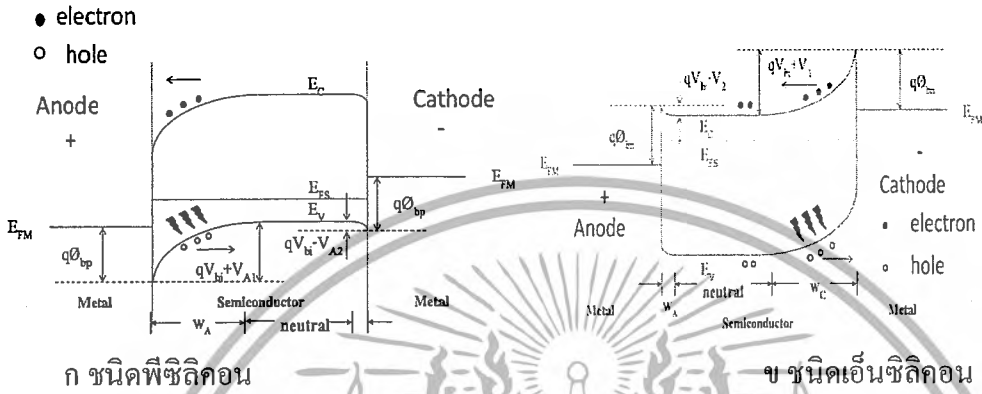 ● electron
○ hole
Anode
+
E_C
Cathode
-
E_FS
E_V
E_FM
E_FM
qØ_bp
qØ_bp
qV_bi+V_A1
qV_bi-V_A2
Metal
Semiconductor
Metal
W_A
neutral
ก ชนิดพีซิลิคอน
qV_bi-V_2
qV_bi+V_1
qØ_bn
qØ_bn
E_C
E_FM
E_FS
E_FM
+
-
Anode
Cathode
● electron
○ hole
E_V
Metal
W_A
neutral
W_C
Metal
Semiconductor
ข ชนิดเอ็นซิลิคอน